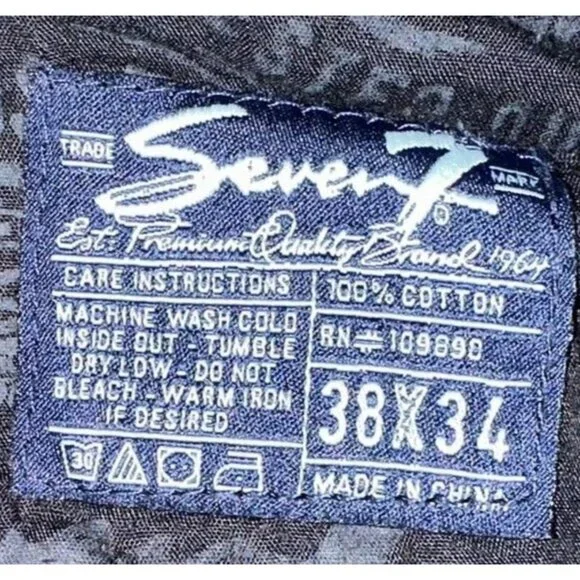 TRADE
Seven7
MARK
®
Est. Premium Quality Brand 1964
CARE INSTRUCTIONS
MACHINE WASH COLD
INSIDE OUT - TUMBLE
DRY LOW - DO NOT
BLEACH - WARM IRON
IF DESIRED
30
100% COTTON
RN# 109890
38X34
MADE IN CHINA